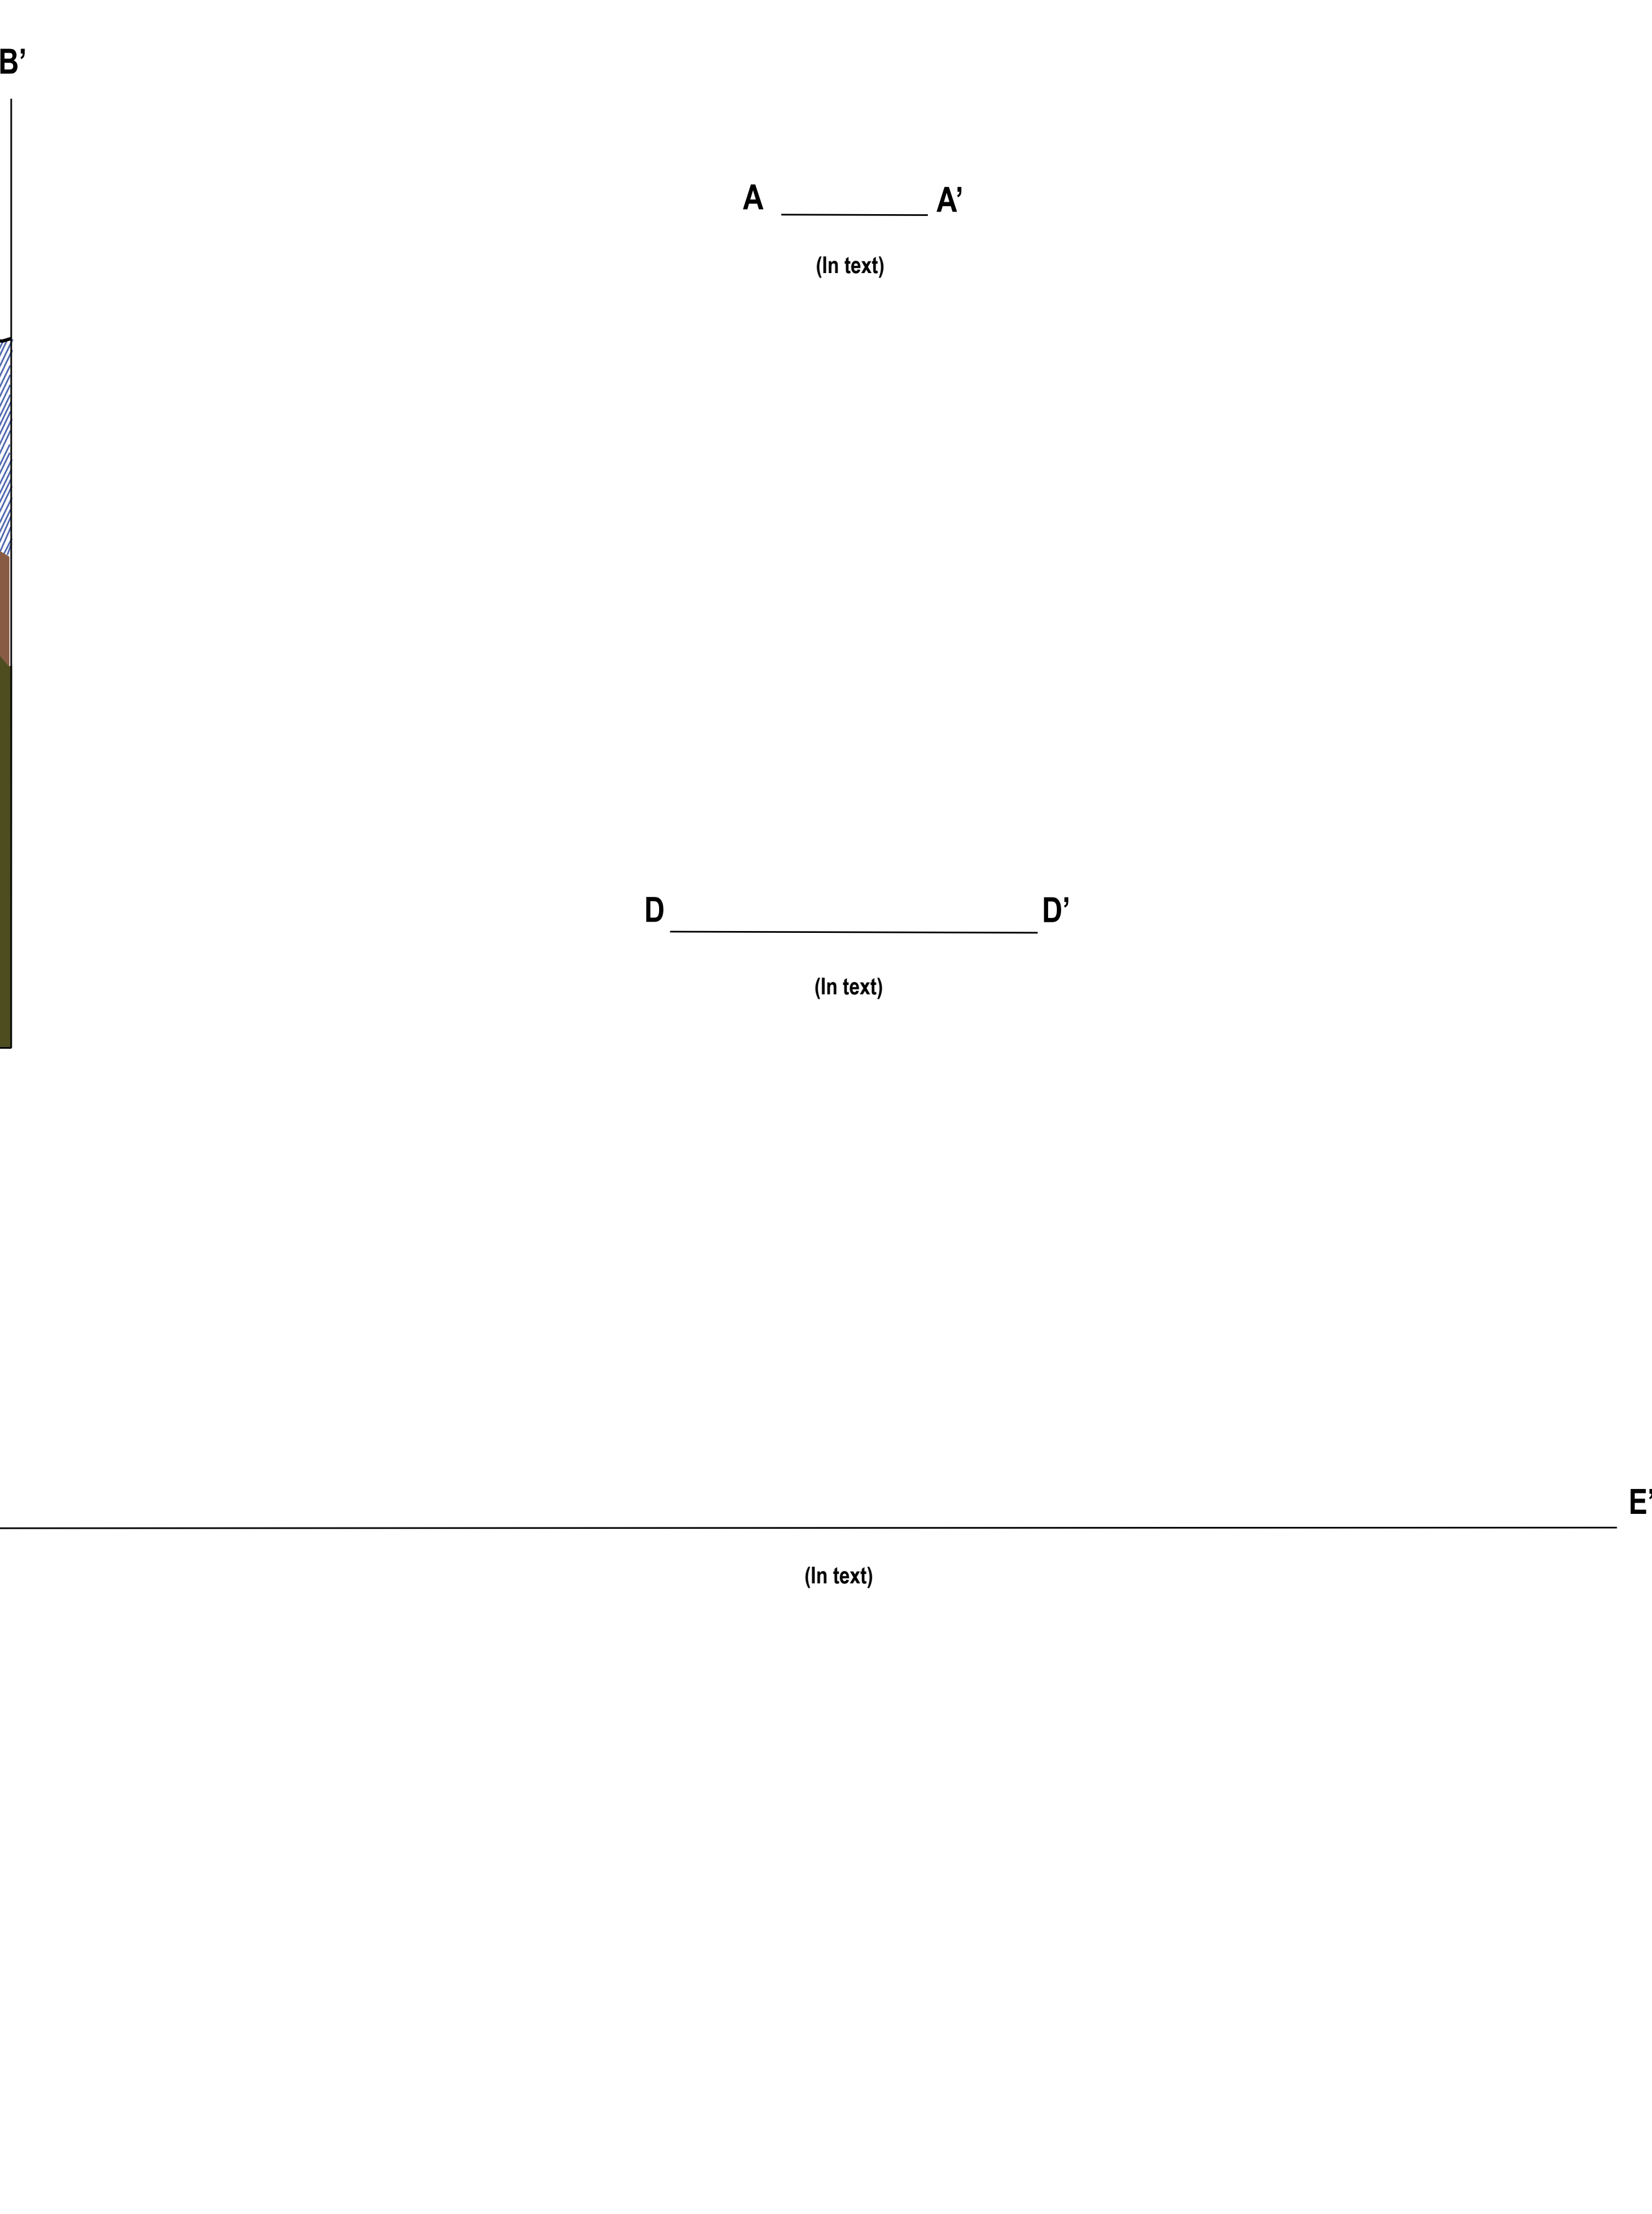 B’
A A’
(In text)
D D’
(In text)
E’
(In text)